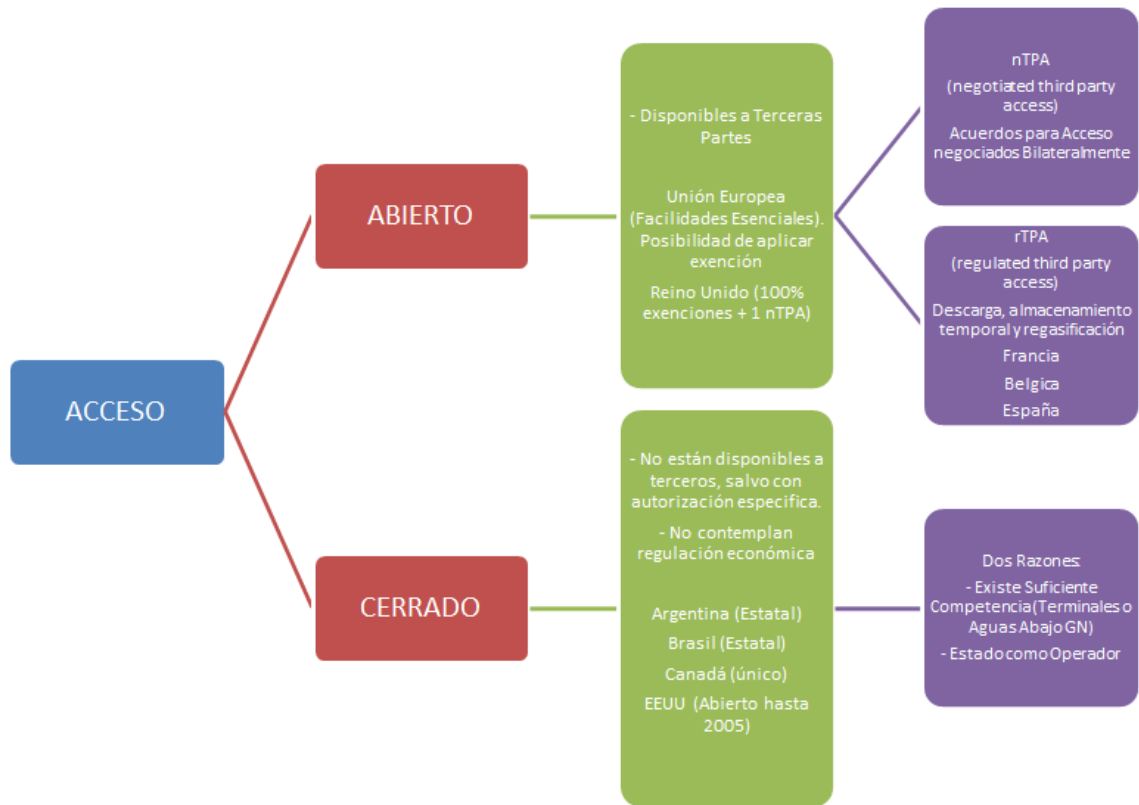 ACCESO
ABIERTO
- Disponibles a Terceras
Partes
Unión Europea
(Facilidades Esenciales).
Posibilidad de aplicar
exención
Reino Unido (100%
exenciones + 1 nTPA)
nTPA
(negotiated third party
access)
Acuerdos para Acceso
negociados Bilateralmente
rTPA
(regulated third party
access)
Descarga, almacenamiento
temporal y regasificación
Francia
Belgica
España
CERRADO
- No están disponibles a
terceros, salvo con
autorización especifica.
- No contemplan
regulación económica
Argentina (Estatal)
Brasil (Estatal)
Canadá (único)
EEUU (Abierto hasta
2005)
Dos Razones:
- Existe Suficiente
Competencia (Terminales o
Aguas Abajo GN)
- Estado como Operador